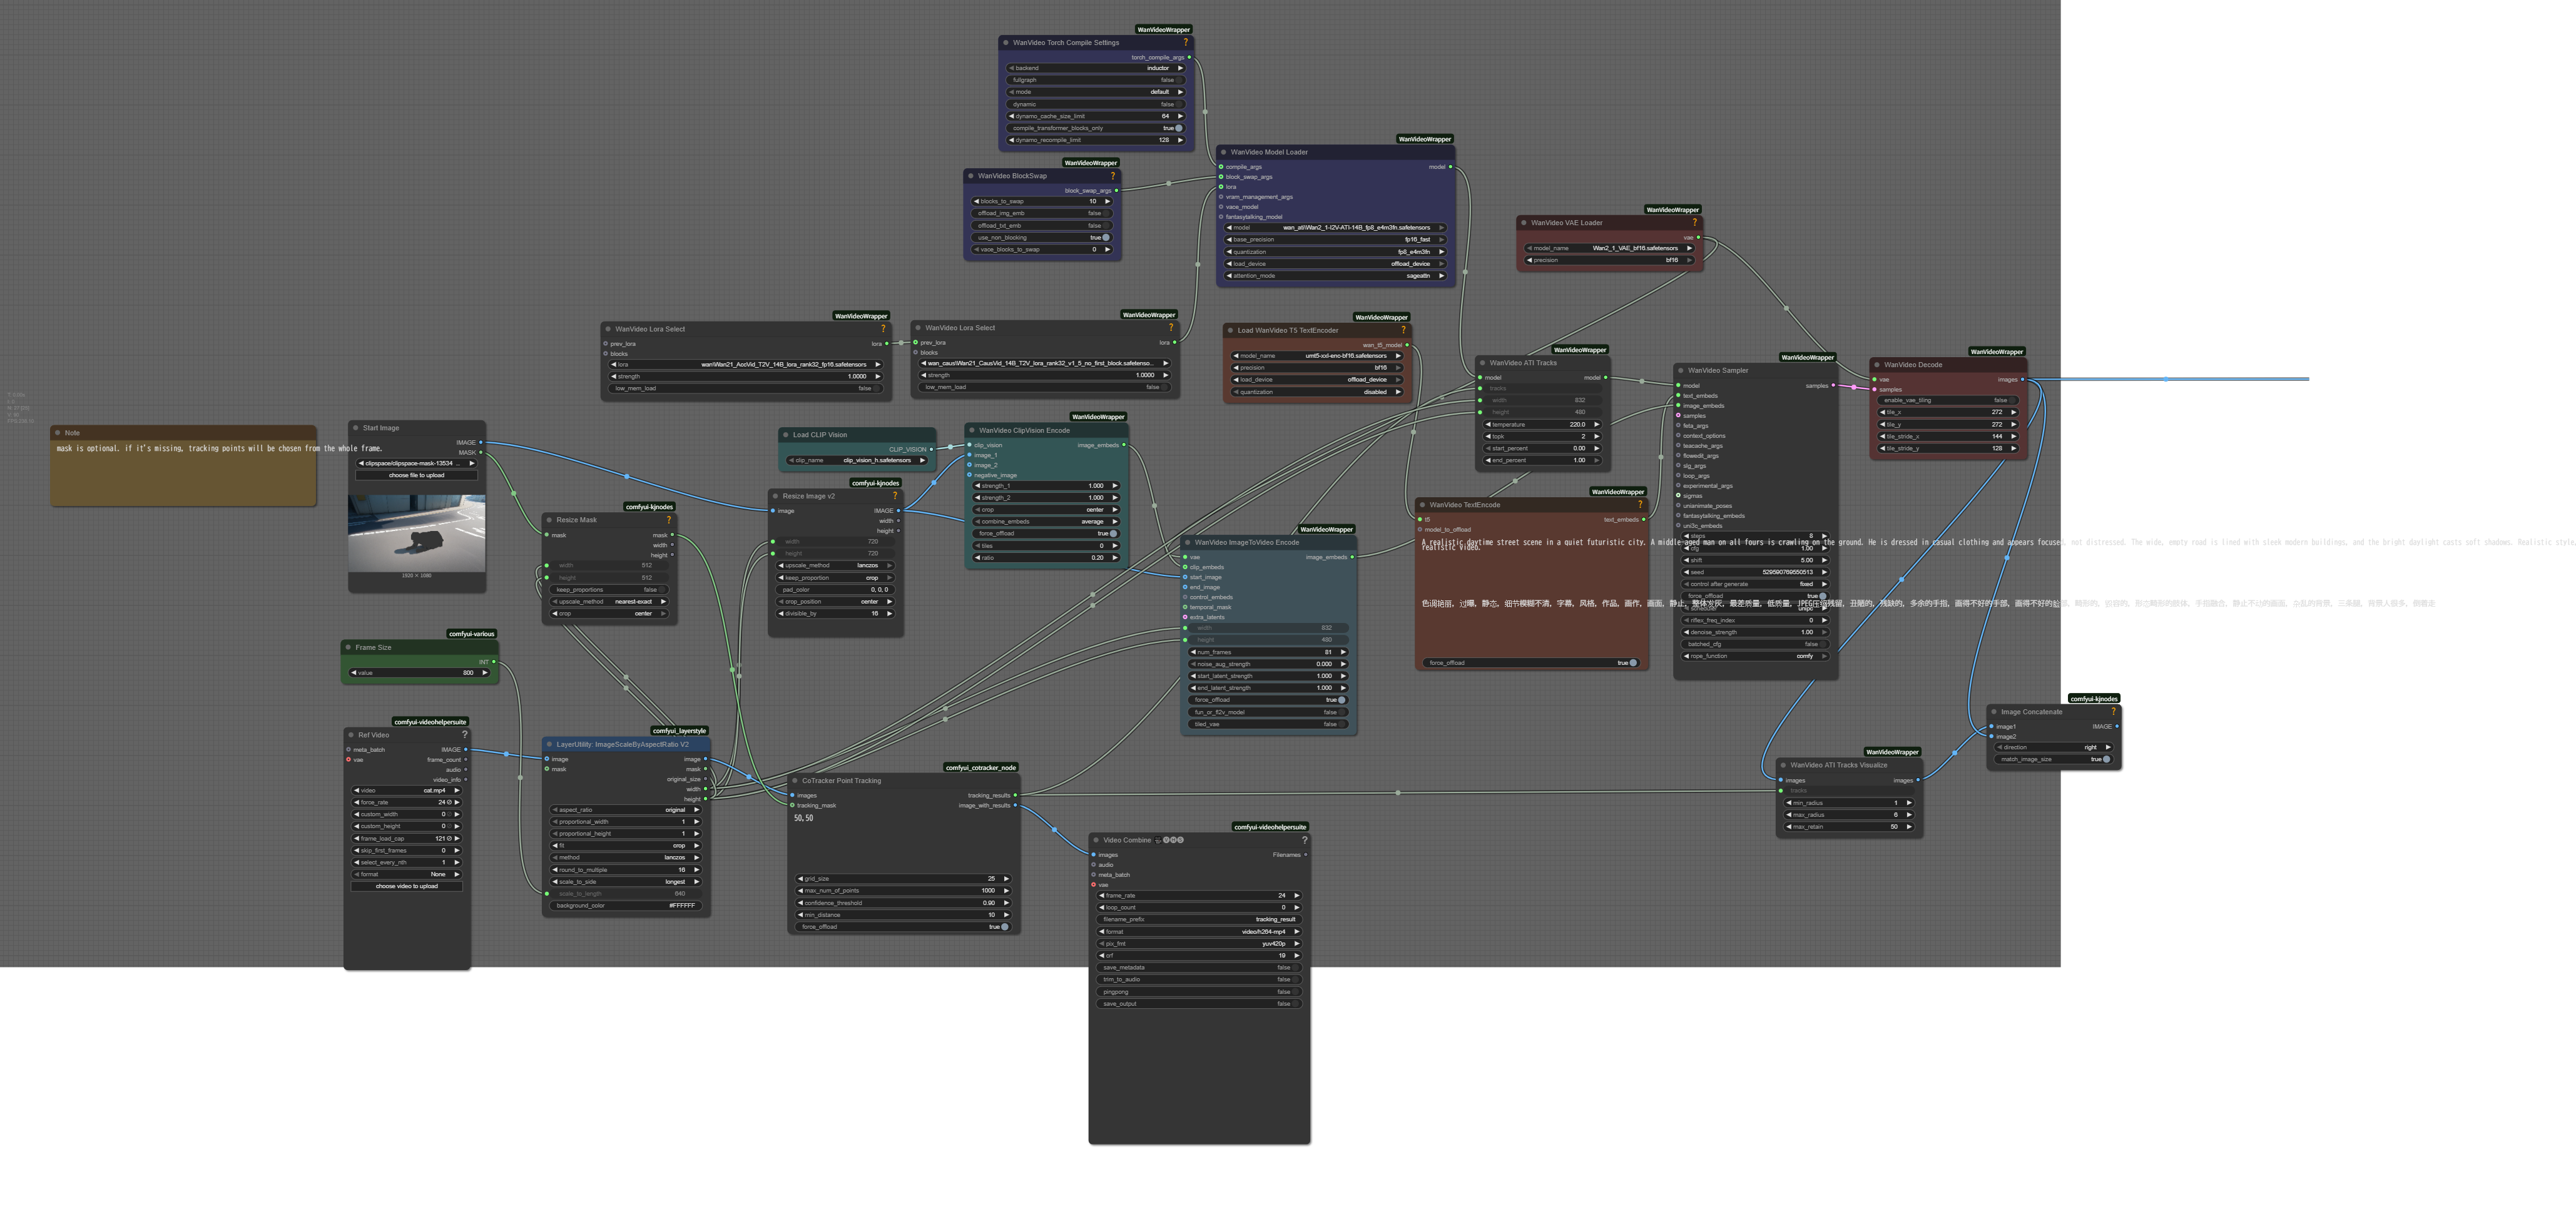 WanVideoWrapper
WanVideo Torch Compile Settings ?
torch_compile_args
backend inductor
fullgraph false
mode default
dynamic false
dynamo_cache_size_limit 64
compile_transformer_blocks_only true
dynamo_recompile_limit 128
WanVideoWrapper
WanVideo BlockSwap ?
block_swap_args
blocks_to_swap 10
offload_img_emb false
offload_txt_emb false
use_non_blocking true
vace_blocks_to_swap 0
WanVideoWrapper
WanVideo Model Loader
compile_args model
block_swap_args
lora
vram_management_args
vace_model
fantasytalking_model
model wan_ati\Wan2_1-I2V-ATI-14B_fp8_e4m3fn.safetensors
base_precision fp16_fast
quantization fp8_e4m3fn
load_device offload_device
attention_mode sageattn
WanVideoWrapper
WanVideo VAE Loader ?
vae
model_name Wan2_1_VAE_bf16.safetensors
precision bf16
WanVideoWrapper
WanVideo Lora Select ?
prev_lora lora
blocks
lora wan\Wan21_AccVid_T2V_14B_lora_rank32_fp16.safetensors
strength 1.0000
low_mem_load false
WanVideoWrapper
WanVideo Lora Select ?
prev_lora lora
blocks
wan_caus\Wan21_CausVid_14B_T2V_lora_rank32_v1_5_no_first_block.safetenso...
strength 1.0000
low_mem_load false
WanVideoWrapper
Load WanVideo T5 TextEncoder ?
wan_t5_model
model_name umt5-xxl-enc-bf16.safetensors
precision bf16
load_device offload_device
quantization disabled
WanVideoWrapper
WanVideo ATI Tracks
model model
tracks
width 832
height 480
temperature 220.0
topk 2
start_percent 0.00
end_percent 1.00
WanVideoWrapper
WanVideo Sampler
model samples
text_embeds
image_embeds
samples
feta_args
context_options
teacache_args
flowedit_args
slg_args
loop_args
experimental_args
sigmas
unianimate_poses
fantasytalking_embeds
uni3c_embeds
steps 8
cfg 1.00
shift 5.00
seed 529590769550513
control after generate fixed
force_offload true
scheduler unipc
riflex_freq_index 0
denoise_strength 1.00
batched_cfg false
rope_function comfy
WanVideoWrapper
WanVideo Decode
vae images
samples
enable_vae_tiling false
tile_x 272
tile_y 272
tile_stride_x 144
tile_stride_y 128
Note
mask is optional. if it's missing, tracking points will be chosen from the whole frame.
Start Image
IMAGE
MASK
clipspace/clipspace-mask-13534 ...
choose file to upload
1920 × 1080
comfyui-kjnodes
Resize Mask ?
mask mask
width
height
width 512
height 512
keep_proportions false
upscale_method nearest-exact
crop center
Load CLIP Vision
CLIP_VISION
clip_name clip_vision_h.safetensors
comfyui-kjnodes
Resize Image v2 ?
image IMAGE
width
height
width 720
height 720
upscale_method lanczos
keep_proportion crop
pad_color 0, 0, 0
crop_position center
divisible_by 16
WanVideoWrapper
WanVideo ClipVision Encode
clip_vision image_embeds
image_1
image_2
negative_image
strength_1 1.000
strength_2 1.000
crop center
combine_embeds average
force_offload true
tiles 0
ratio 0.20
WanVideoWrapper
WanVideo ImageToVideo Encode
vae image_embeds
clip_embeds
start_image
end_image
control_embeds
temporal_mask
extra_latents
width 832
height 480
num_frames 81
noise_aug_strength 0.000
start_latent_strength 1.000
end_latent_strength 1.000
force_offload true
fun_or_fl2v_model false
tiled_vae false
WanVideoWrapper
WanVideo TextEncode ?
t5 text_embeds
model_to_offload
A realistic daytime street scene in a quiet futuristic city. A middle-aged man on all fours is crawling on the ground. He is dressed in casual clothing and appears focused, not distressed. The wide, empty road is lined with sleek modern buildings, and the bright daylight casts soft shadows. Realistic style,
realistic video.
色调艳丽，过曝，静态，细节模糊不清，字幕，风格，作品，画作，画面，静止，整体发灰，最差质量，低质量，JPEG压缩残留，丑陋的，残缺的，多余的手指，画得不好的手部，画得不好的脸部，畸形的，毁容的，形态畸形的肢体，手指融合，静止不动的画面，杂乱的背景，三条腿，背景人很多，倒着走
force_offload true
comfyui-various
Frame Size
INT
value 800
comfyui-videohelpersuite
Ref Video ?
meta_batch IMAGE
vae frame_count
audio
video_info
video cat.mp4
force_rate 24
custom_width 0
custom_height 0
frame_load_cap 121
skip_first_frames 0
select_every_nth 1
format None
choose video to upload
comfyui_layerstyle
LayerUtility: ImageScaleByAspectRatio V2
image image
mask mask
original_size
width
height
aspect_ratio original
proportional_width 1
proportional_height 1
fit crop
method lanczos
round_to_multiple 16
scale_to_side longest
scale_to_length 640
background_color #FFFFFF
comfyui_cotracker_node
CoTracker Point Tracking
images tracking_results
tracking_mask image_with_results
50,50
grid_size 25
max_num_of_points 1000
confidence_threshold 0.90
min_distance 10
force_offload true
comfyui-videohelpersuite
Video Combine ?
images Filenames
audio
meta_batch
vae
frame_rate 24
loop_count 0
filename_prefix tracking_result
format video/h264-mp4
pix_fmt yuv420p
crf 19
save_metadata false
trim_to_audio false
pingpong false
save_output false
WanVideoWrapper
WanVideo ATI Tracks Visualize
images images
tracks
min_radius 1
max_radius 6
max_retain 50
comfyui-kjnodes
Image Concatenate ?
image1 IMAGE
image2
direction right
match_image_size true